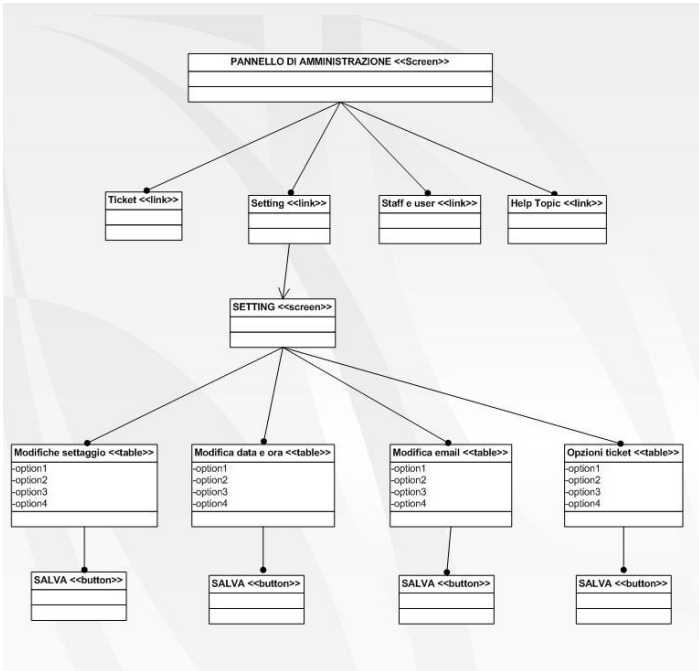 PANNELLO DI AMMINISTRAZIONE <<Screen>>
Ticket <<link>>
Setting <<link>>
Staff e user <<link>>
Help Topic <<link>>
SETTING <<screen>>
Modifiche settaggio <<table>>
-option1
-option2
-option3
-option4
Modifica data e ora <<table>>
-option1
-option2
-option3
-option4
Modifica email <<table>>
-option1
-option2
-option3
-option4
Opzioni ticket <<table>>
-option1
-option2
-option3
-option4
SALVA <<button>>
SALVA <<button>>
SALVA <<button>>
SALVA <<button>>